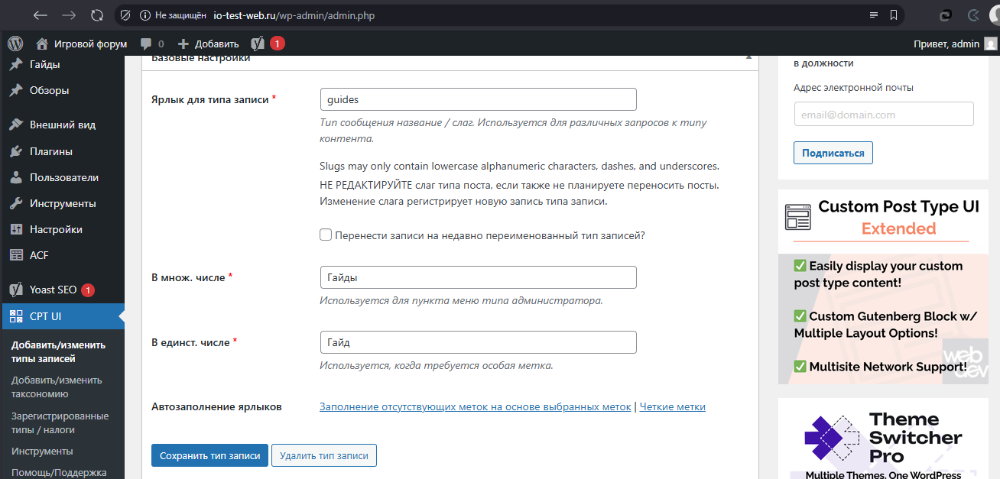 Не защищён io-test-web.ru/wp-admin/admin.php
Игровой форум 0 Добавить 1 Привет, admin
Гайды
Обзоры
Внешний вид
Плагины
Пользователи
Инструменты
Настройки
ACF
Yoast SEO 1
CPT UI
Добавить/изменить
типы записей
Добавить/изменить
таксономию
Зарегистрированные
типы / налоги
Инструменты
Помощь/Поддержка
Базовые настройки
Ярлык для типа записи *
guides
Тип сообщения название / слаг. Используется для различных запросов к типу
контента.
Slugs may only contain lowercase alphanumeric characters, dashes, and underscores.
НЕ РЕДАКТИРУЙТЕ слаг типа поста, если также не планируете переносить посты.
Изменение слага регистрирует новую запись типа записи.
Перенести записи на недавно переименованный тип записей?
В множ. числе *
Гайды
Используется для пункта меню типа администратора.
В единст. числе *
Гайд
Используется, когда требуется особая метка.
Автозаполнение ярлыков
Заполнение отсутствующих меток на основе выбранных меток | Четкие метки
Сохранить тип записи
Удалить тип записи
в должности
Адрес электронной почты
email@domain.com
Подписаться
Custom Post Type UI
Extended
Easily display your custom
post type content!
Custom Gutenberg Block w/
Multiple Layout Options!
Multisite Network Support!
web
dev
Theme
Switcher
Pro
Multiple Themes. One WordPress